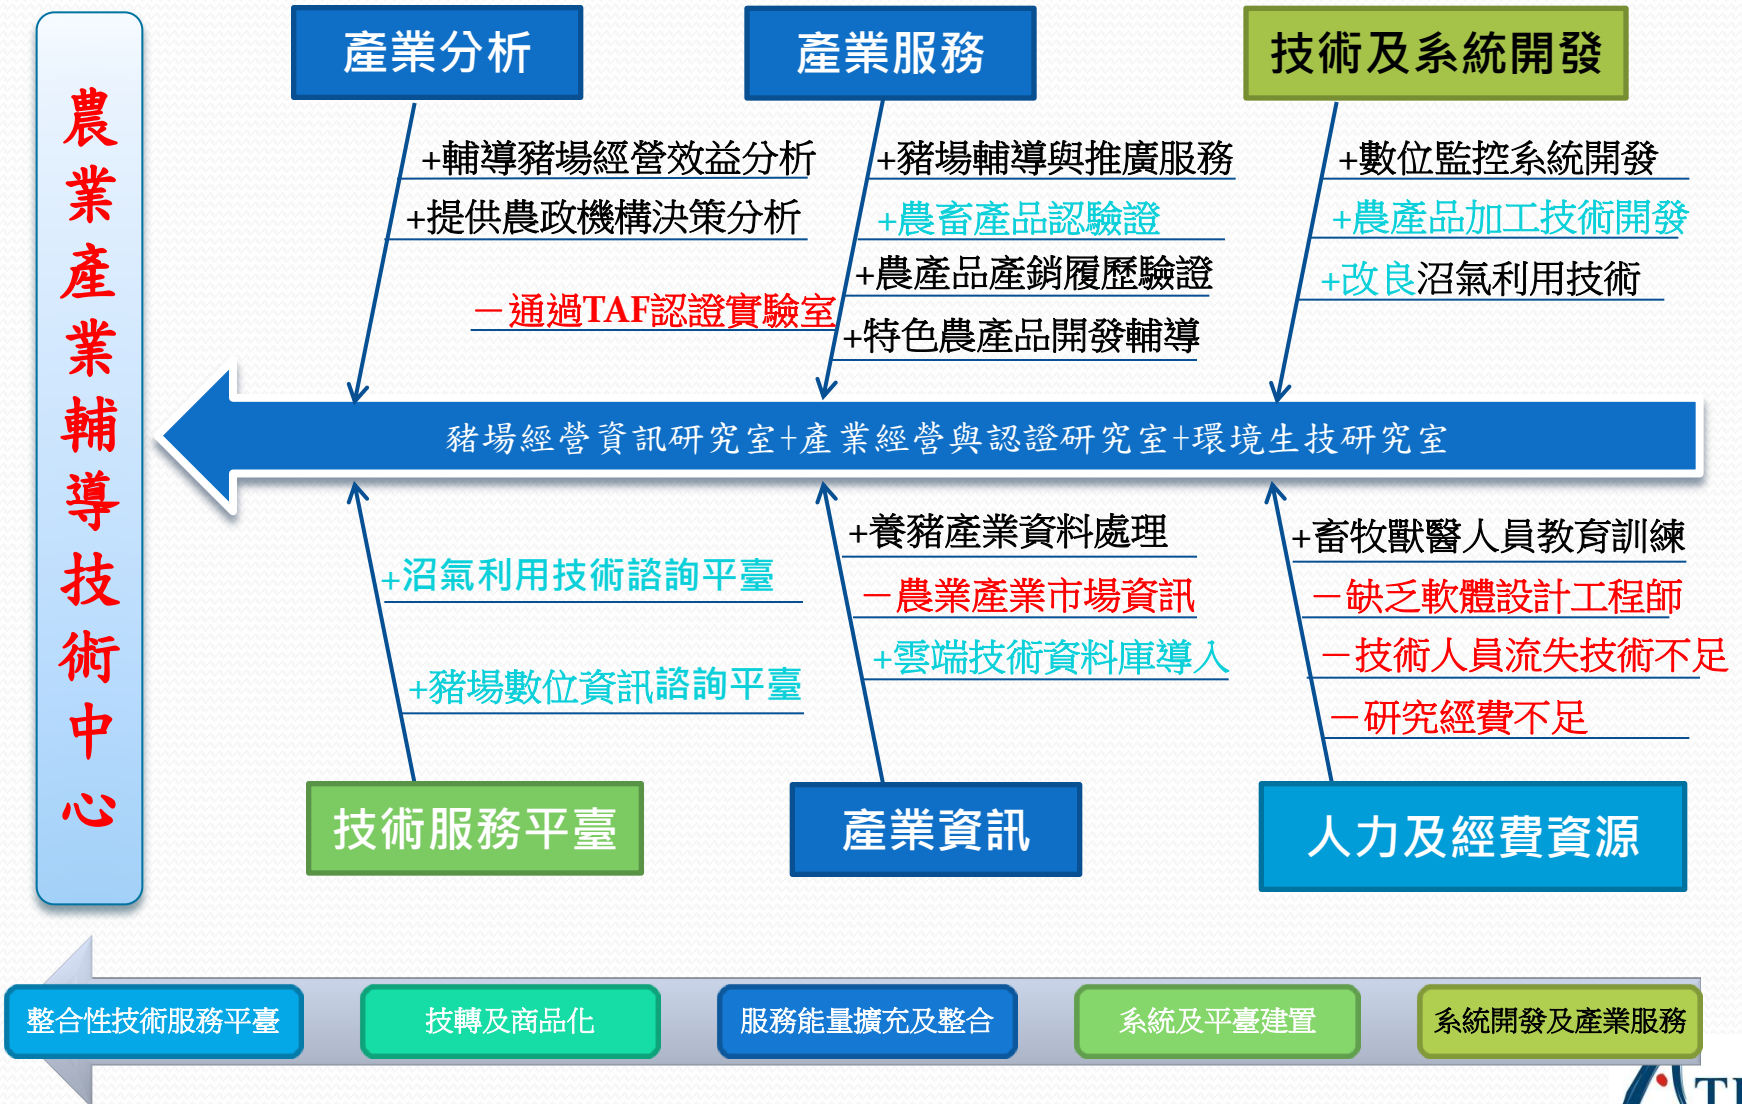 農業產業輔導技術中心
產業分析
產業服務
技術及系統開發
+輔導豬場經營效益分析
+提供農政機構決策分析
－通過TAF認證實驗室
+豬場輔導與推廣服務
+農畜產品認驗證
+農產品產銷履歷驗證
+特色農產品開發輔導
+數位監控系統開發
+農產品加工技術開發
+改良沼氣利用技術
豬場經營資訊研究室+產業經營與認證研究室+環境生技研究室
+沼氣利用技術諮詢平臺
+豬場數位資訊諮詢平臺
+養豬產業資料處理
－農業產業市場資訊
+雲端技術資料庫導入
+畜牧獸醫人員教育訓練
－缺乏軟體設計工程師
－技術人員流失技術不足
－研究經費不足
技術服務平臺
產業資訊
人力及經費資源
整合性技術服務平臺
技轉及商品化
服務能量擴充及整合
系統及平臺建置
系統開發及產業服務